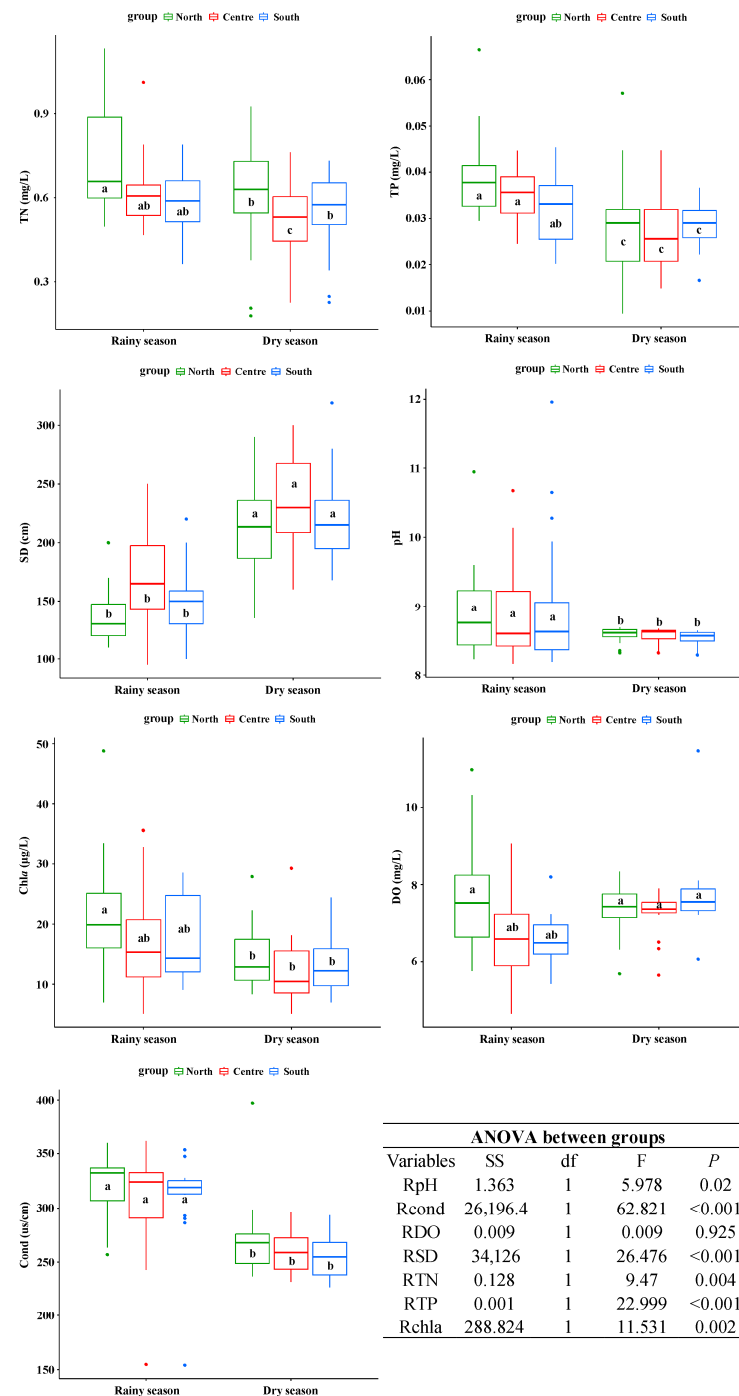 group North Centre South
0.9
0.6
0.3
TN (mg/L)
a
ab
ab
b
c
b
Rainy season Dry season
group North Centre South
0.06
0.05
0.04
0.03
0.02
0.01
TP (mg/L)
a
a
ab
c
c
c
Rainy season Dry season
group North Centre South
300
250
200
150
100
SD (cm)
b
b
b
a
a
a
Rainy season Dry season
group North Centre South
12
11
10
9
8
pH
a
a
a
b
b
b
Rainy season Dry season
group North Centre South
50
40
30
20
10
Chla (µg/L)
a
ab
ab
b
b
b
Rainy season Dry season
group North Centre South
10
8
6
DO (mg/L)
a
ab
ab
a
a
a
Rainy season Dry season
group North Centre South
400
350
300
250
200
150
Cond (us/cm)
a
a
a
b
b
b
Rainy season Dry season
ANOVA between groups
Variables SS df F P
RpH 1.363 1 5.978 0.02
Rcond 26,196.4 1 62.821 <0.001
RDO 0.009 1 0.009 0.925
RSD 34,126 1 26.476 <0.001
RTN 0.128 1 9.47 0.004
RTP 0.001 1 22.999 <0.001
Rchla 288.824 1 11.531 0.002